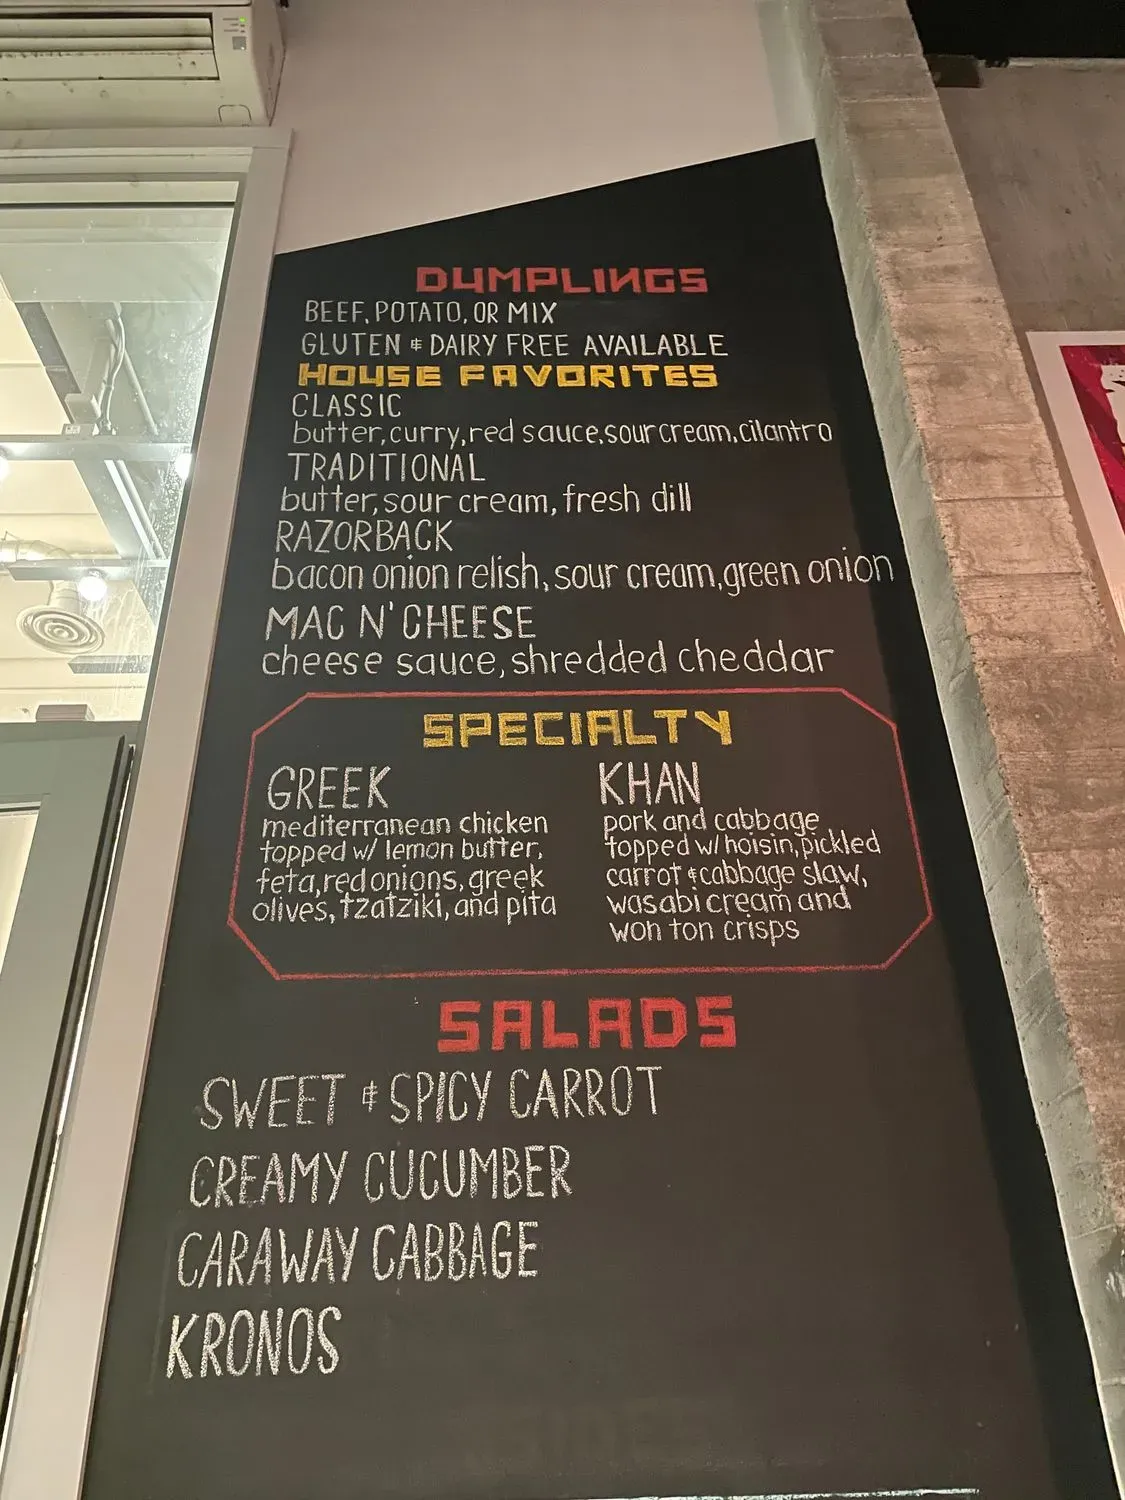 DUMPLINGS
BEEF, POTATO, OR MIX
GLUTEN & DAIRY FREE AVAILABLE
HOUSE FAVORITES
CLASSIC
butter, curry, red sauce, sour cream, cilantro
TRADITIONAL
butter, sour cream, fresh dill
RAZORBACK
bacon onion relish, sour cream, green onion
MAC N' CHEESE
cheese sauce, shredded cheddar
SPECIALTY
GREEK
mediterranean chicken
topped w/ lemon butter,
feta, red onions, greek
olives, tzatziki, and pita
KHAN
pork and cabbage
topped w/ hoisin, pickled
carrot & cabbage slaw,
wasabi cream and
won ton crisps
SALADS
SWEET & SPICY CARROT
CREAMY CUCUMBER
CARAWAY CABBAGE
KRONOS